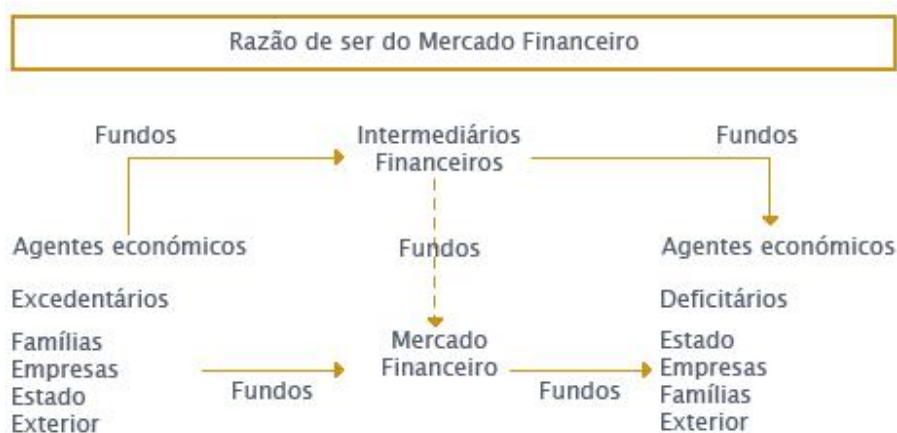 Razão de ser do Mercado Financeiro
Fundos
Intermediários
Financeiros
Fundos
Agentes económicos
Fundos
Agentes económicos
Excedentários
Deficitários
Famílias
Empresas
Estado
Exterior
Fundos
Mercado
Financeiro
Fundos
Estado
Empresas
Famílias
Exterior